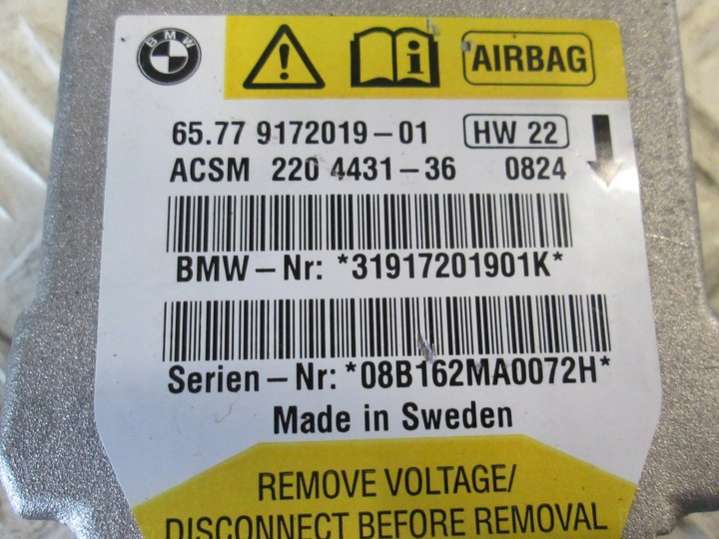 BMW
i
AIRBAG
65.77 9172019-01 HW 22
ACSM 220 4431-36 0824
BMW-Nr: *31917201901K*
Serien-Nr: *08B162MA0072H*
Made in Sweden
REMOVE VOLTAGE/
DISCONNECT BEFORE REMOVAL